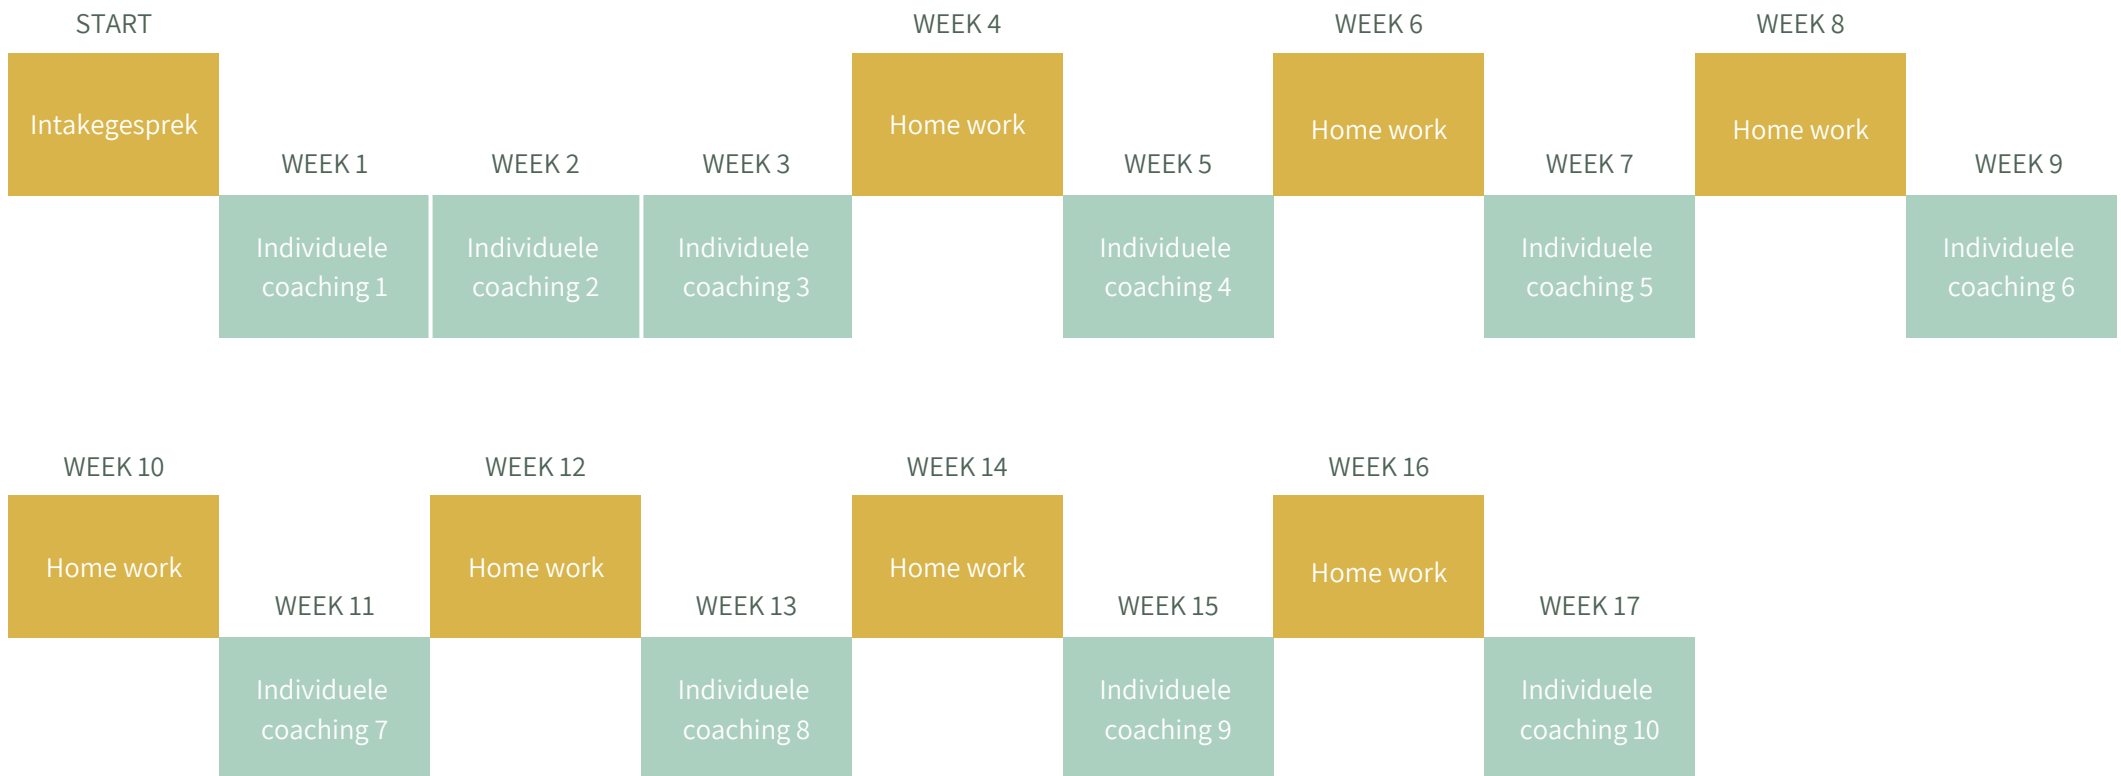 START
WEEK 4
WEEK 6
WEEK 8
Intakegesprek
Home work
Home work
Home work
WEEK 1
WEEK 2
WEEK 3
WEEK 5
WEEK 7
WEEK 9
Individuele
coaching 1
Individuele
coaching 2
Individuele
coaching 3
Individuele
coaching 4
Individuele
coaching 5
Individuele
coaching 6
WEEK 10
WEEK 12
WEEK 14
WEEK 16
Home work
Home work
Home work
Home work
WEEK 11
WEEK 13
WEEK 15
WEEK 17
Individuele
coaching 7
Individuele
coaching 8
Individuele
coaching 9
Individuele
coaching 10